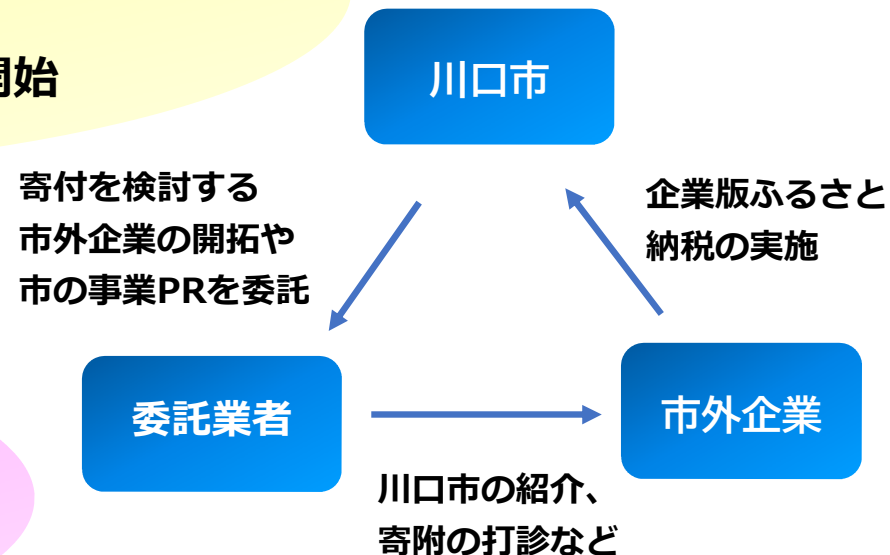 開始
川口市
寄付を検討する
市外企業の開拓や
市の事業PRを委託
企業版ふるさと
納税の実施
委託業者
市外企業
川口市の紹介、
寄附の打診など